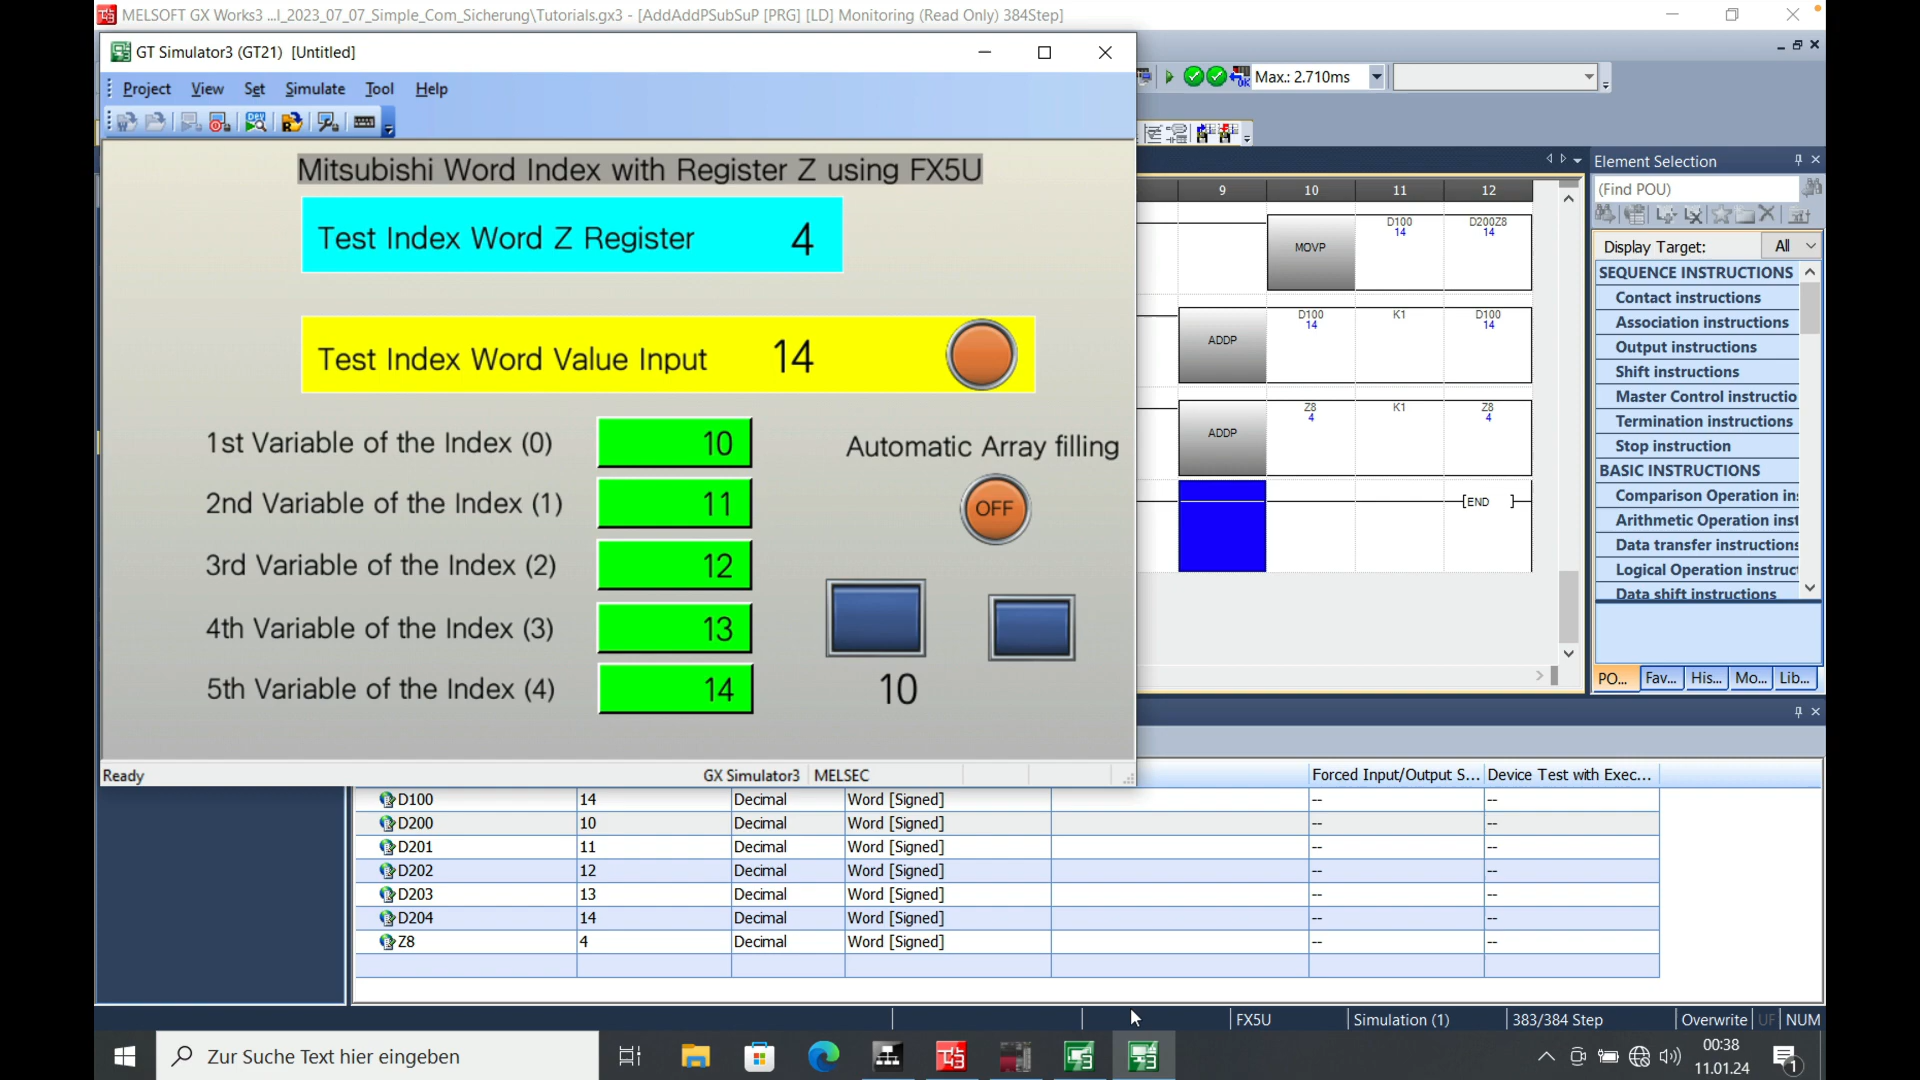 MELSOFT GX Works3 ...I_2023_07_07_Simple_Com_Sicherung\Tutorials.gx3 - [AddAddPSubSuP [PRG] [LD] Monitoring (Read Only) 384Step]
GT Simulator3 (GT21) [Untitled]
Project View Set Simulate Tool Help
Max.: 2.710ms
Mitsubishi Word Index with Register Z using FX5U
Test Index Word Z Register 4
Test Index Word Value Input 14
1st Variable of the Index (0) 10
2nd Variable of the Index (1) 11
3rd Variable of the Index (2) 12
4th Variable of the Index (3) 13
5th Variable of the Index (4) 14
Automatic Array filling
OFF
10
Ready GX Simulator3 MELSEC
9 10 11 12
MOVP D100 D200Z8
14 14
ADDP D100 K1 D100
14 14
ADDP Z8 K1 Z8
4 4
[END ]
Element Selection
(Find POU)
Display Target: All
SEQUENCE INSTRUCTIONS
Contact instructions
Association instructions
Output instructions
Shift instructions
Master Control instructio
Termination instructions
Stop instruction
BASIC INSTRUCTIONS
Comparison Operation in
Arithmetic Operation inst
Data transfer instructions
Logical Operation instruc
Data shift instructions
PO... Fav... His... Mo... Lib...
Forced Input/Output S... Device Test with Exec...
D100 14 Decimal Word [Signed] -- --
D200 10 Decimal Word [Signed] -- --
D201 11 Decimal Word [Signed] -- --
D202 12 Decimal Word [Signed] -- --
D203 13 Decimal Word [Signed] -- --
D204 14 Decimal Word [Signed] -- --
Z8 4 Decimal Word [Signed] -- --
FX5U Simulation (1) 383/384 Step Overwrite UF NUM
Zur Suche Text hier eingeben
00:38
11.01.24
1